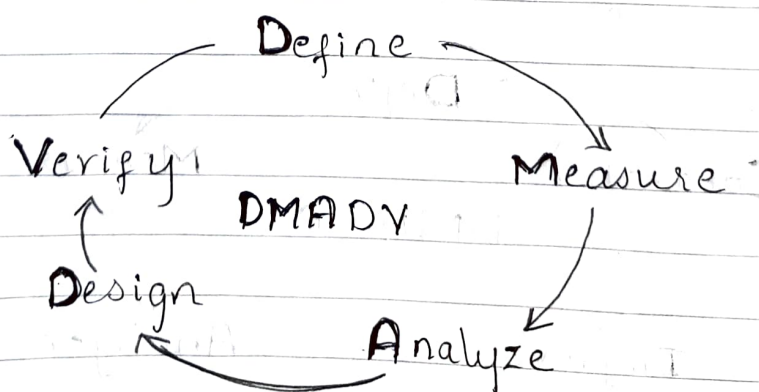 Define
Verify
Measure
DMADV
Design
Analyze